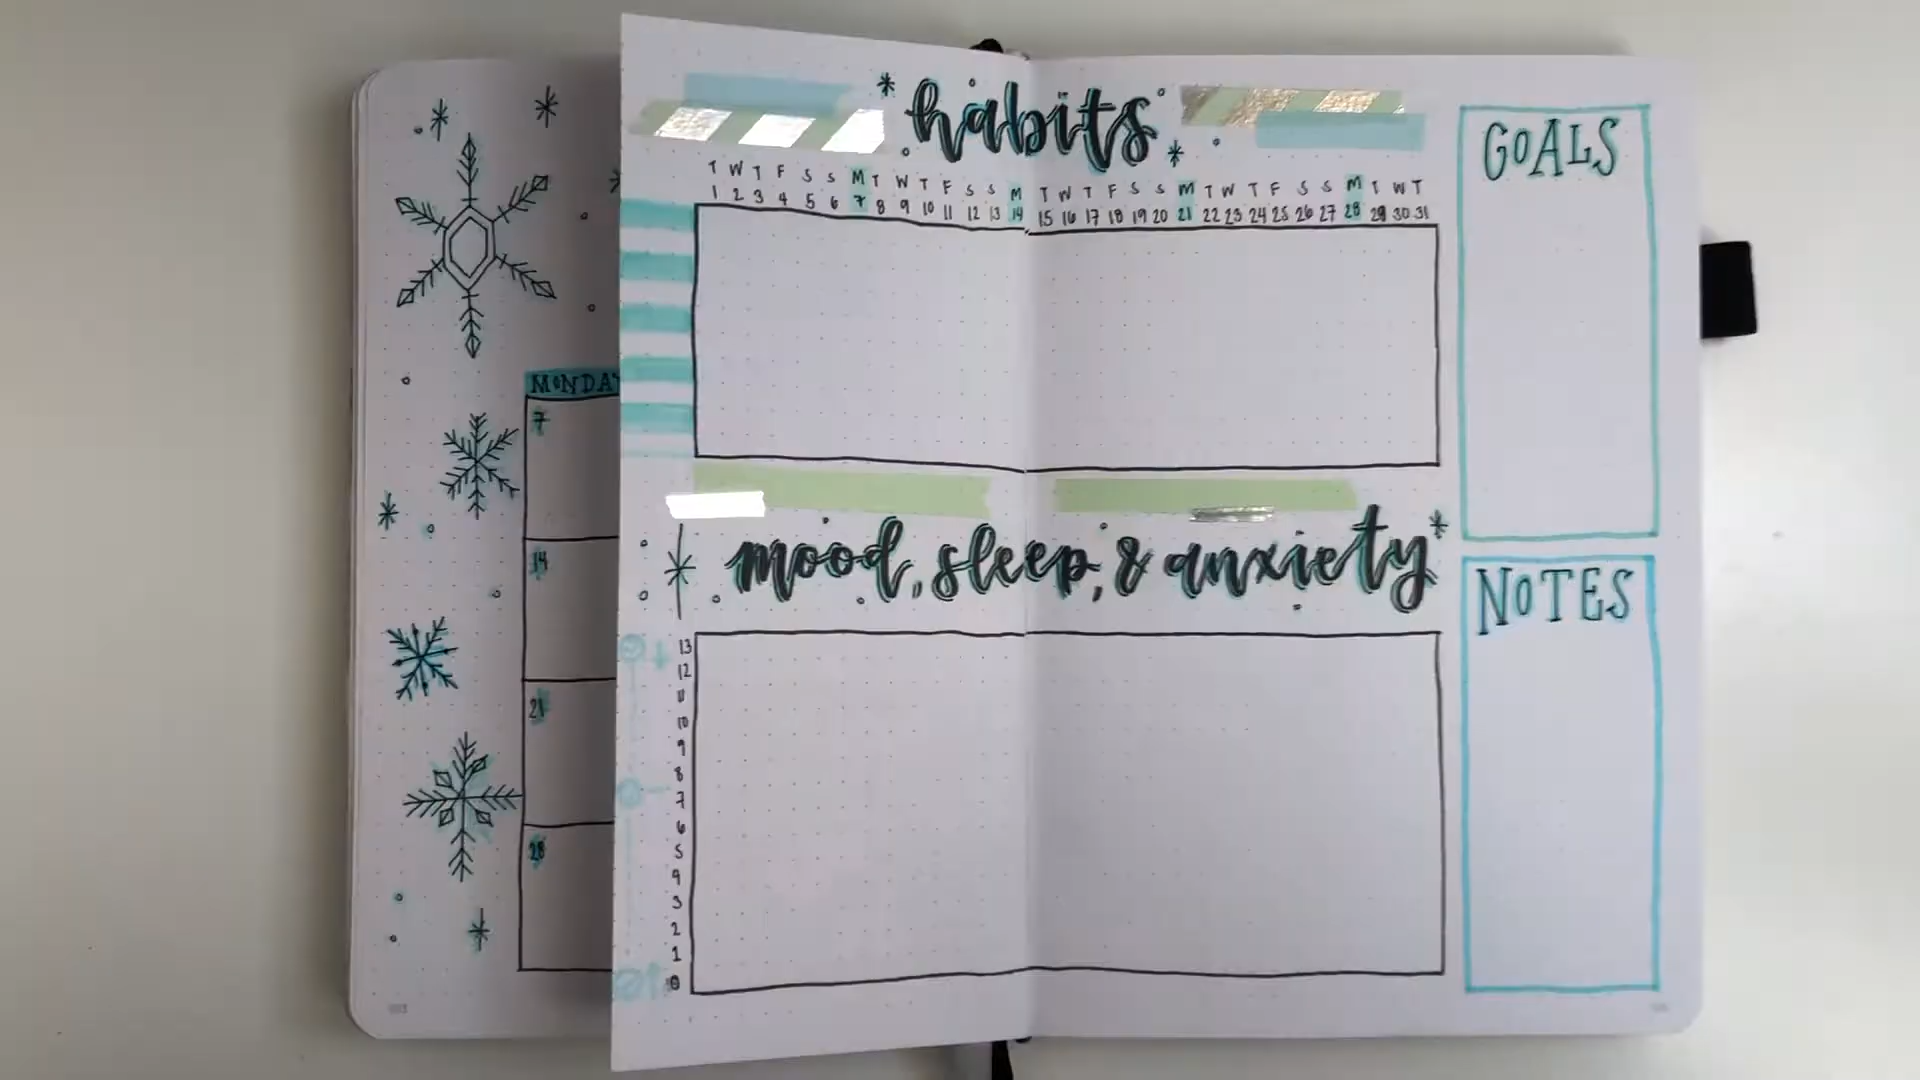 MONDAY
7
14
21
28
habits
T W T F S S M T W T F S S M T W T F S S M T W T F S S M T W T
1 2 3 4 5 6 7 8 9 10 11 12 13 14 15 16 17 18 19 20 21 22 23 24 25 26 27 28 29 30 31
mood, sleep, & anxiety
13
12
11
10
9
8
7
6
5
4
3
2
1
0
GOALS
NOTES